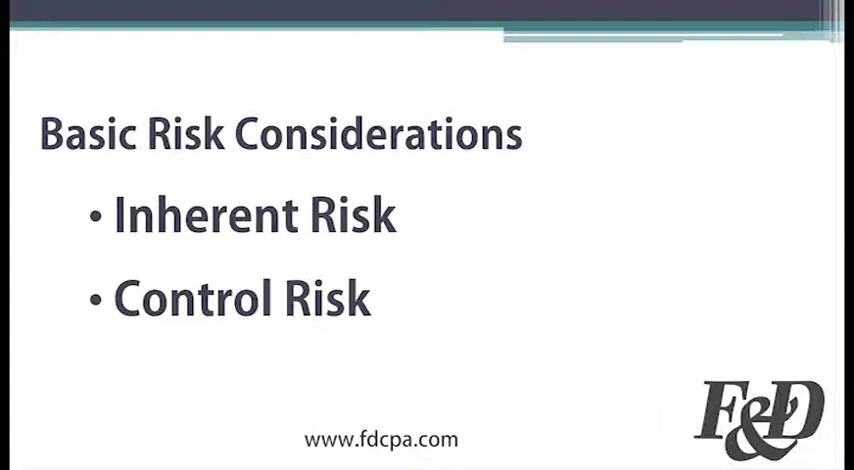 Basic Risk Considerations
• Inherent Risk
• Control Risk
F&D
www.fdcpa.com